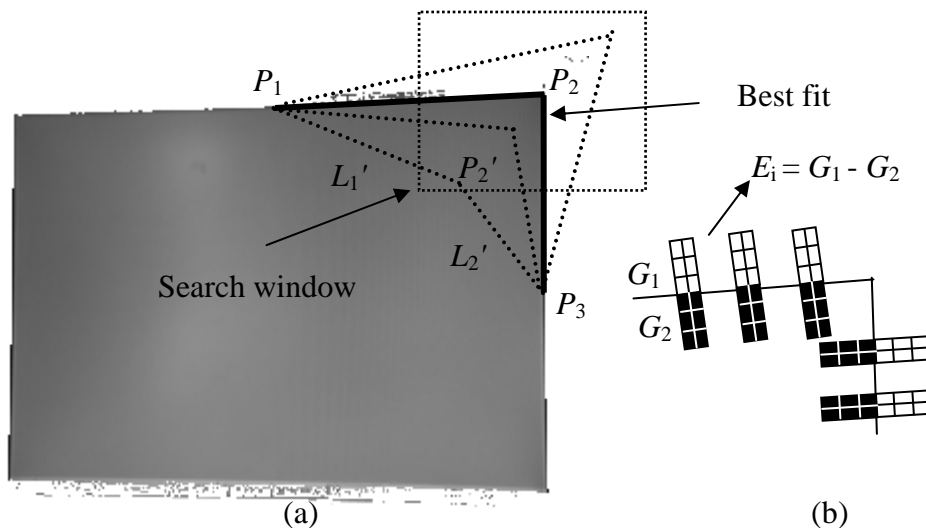 P₁
P₂
Best fit
L₁′
P₂′
Eᵢ = G₁ - G₂
L₂′
Search window
P₃
G₁
G₂
(a)
(b)